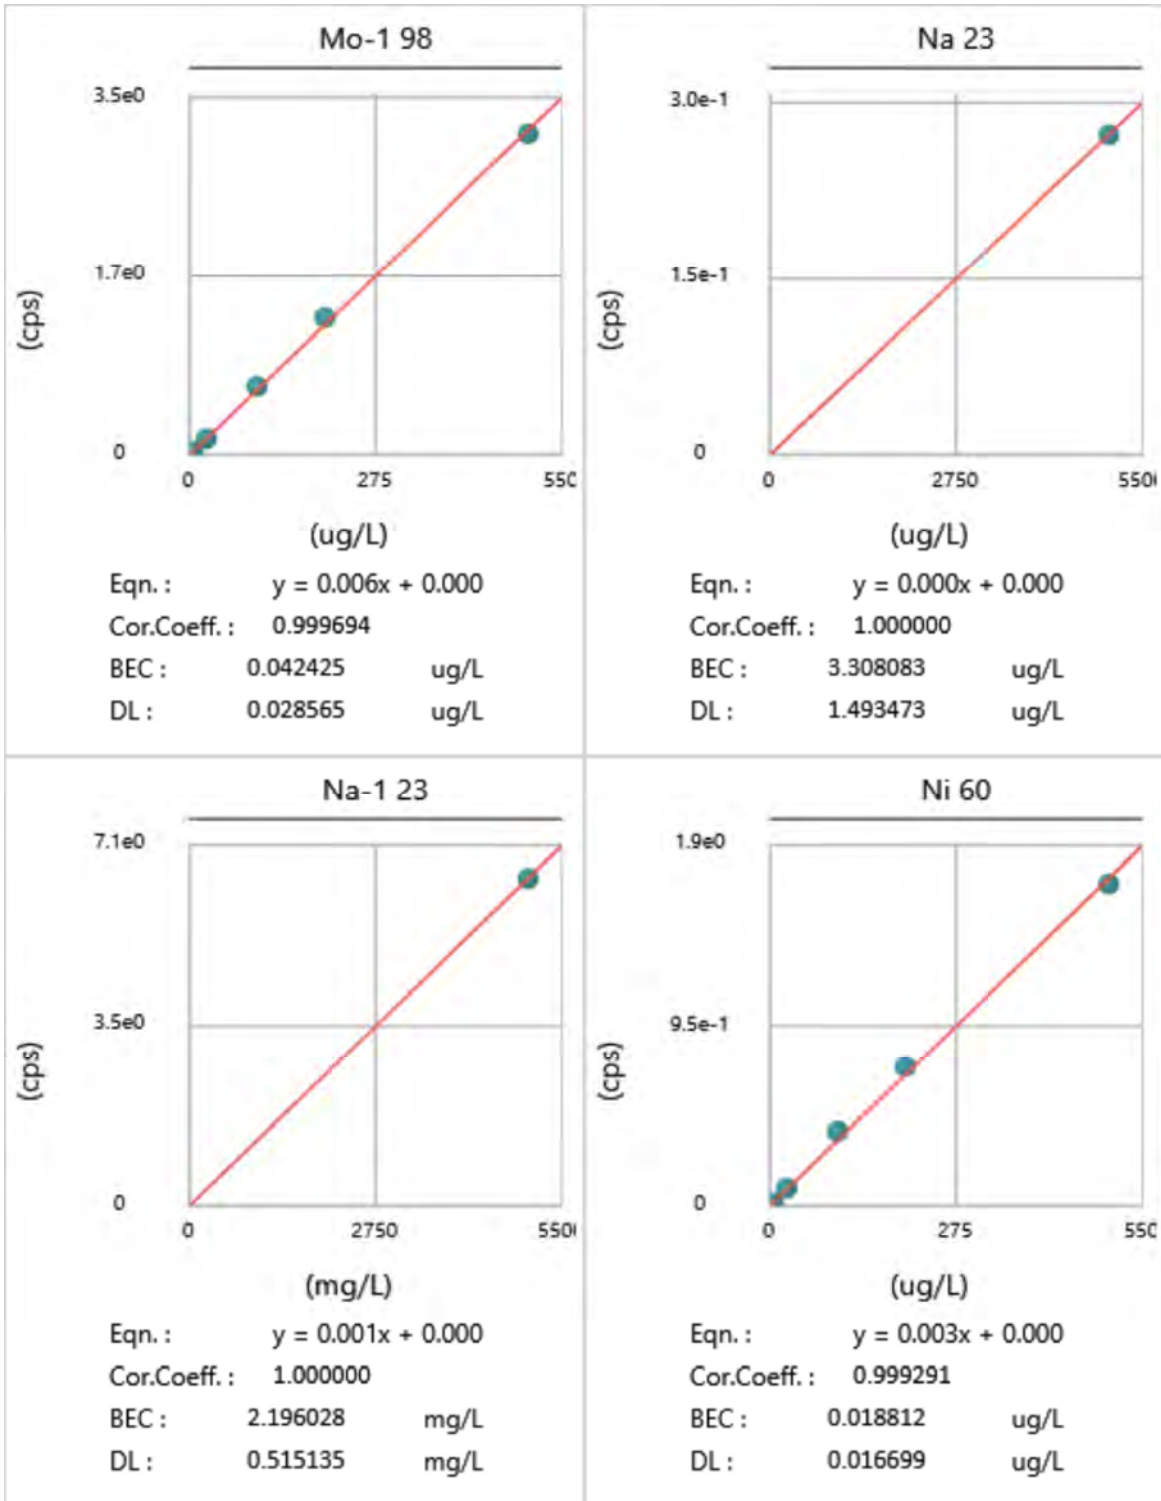 Mo-1 98
3.5e0
1.7e0
0
(cps)
0 275 550
(ug/L)
Eqn. : y = 0.006x + 0.000
Cor.Coeff. : 0.999694
BEC : 0.042425 ug/L
DL : 0.028565 ug/L
Na 23
3.0e-1
1.5e-1
0
(cps)
0 2750 550
(ug/L)
Eqn. : y = 0.000x + 0.000
Cor.Coeff. : 1.000000
BEC : 3.308083 ug/L
DL : 1.493473 ug/L
Na-1 23
7.1e0
3.5e0
0
(cps)
0 2750 550
(mg/L)
Eqn. : y = 0.001x + 0.000
Cor.Coeff. : 1.000000
BEC : 2.196028 mg/L
DL : 0.515135 mg/L
Ni 60
1.9e0
9.5e-1
0
(cps)
0 275 550
(ug/L)
Eqn. : y = 0.003x + 0.000
Cor.Coeff. : 0.999291
BEC : 0.018812 ug/L
DL : 0.016699 ug/L